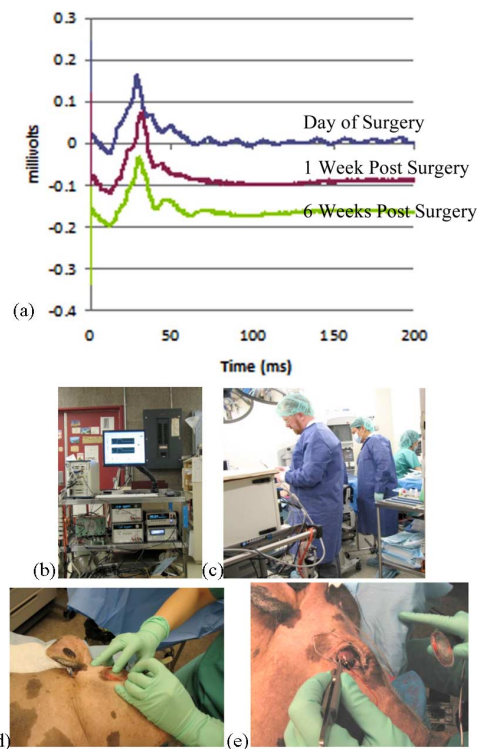 0.3
0.2
0.1
0
-0.1
-0.2
-0.3
-0.4
millivolts
Day of Surgery
1 Week Post Surgery
6 Weeks Post Surgery
(a)
0 50 100 150 200
Time (ms)
(b)
(c)
d)
(e)